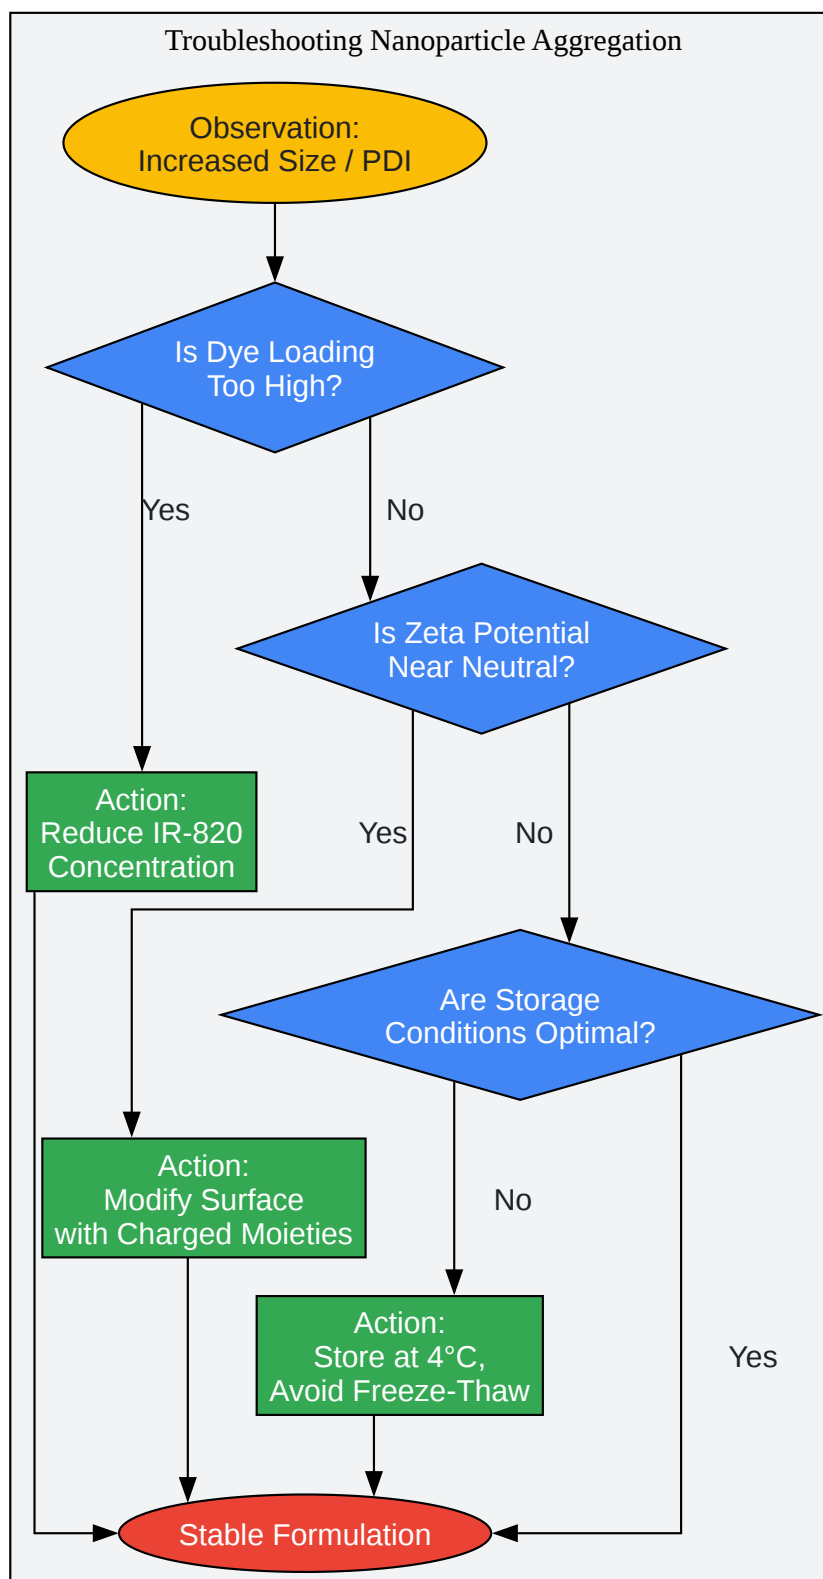 Troubleshooting Nanoparticle Aggregation
Observation:
Increased Size / PDI
Is Dye Loading
Too High?
Yes
No
Is Zeta Potential
Near Neutral?
Action:
Reduce IR-820
Concentration
Yes
No
Are Storage
Conditions Optimal?
Action:
Modify Surface
with Charged Moieties
No
Action:
Store at 4°C,
Avoid Freeze-Thaw
Yes
Stable Formulation